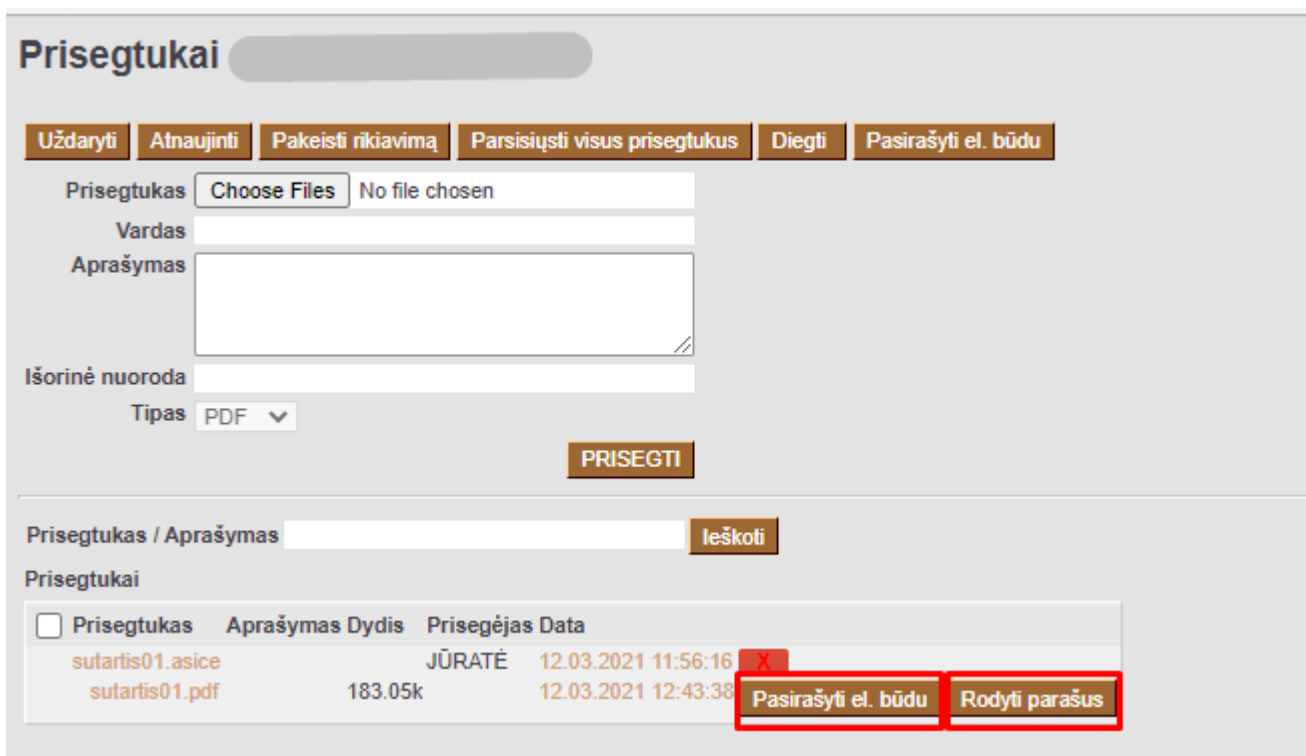 Prisegtukai
Uždaryti Atnaujinti Pakeisti rikiavimą Parsisiųsti visus prisegtukus Diegti Pasirašyti el. būdu
Prisegtukas Choose Files No file chosen
Vardas
Aprašymas
Išorinė nuoroda
Tipas PDF
PRISEGTI
Prisegtukas / Aprašymas Ieškoti
Prisegtukai
Prisegtukas Aprašymas Dydis Prisegėjas Data
sutartis01.asice JŪRATĖ 12.03.2021 11:56:16 X
sutartis01.pdf 183.05k 12.03.2021 12:43:38 Pasirašyti el. būdu Rodyti parašus